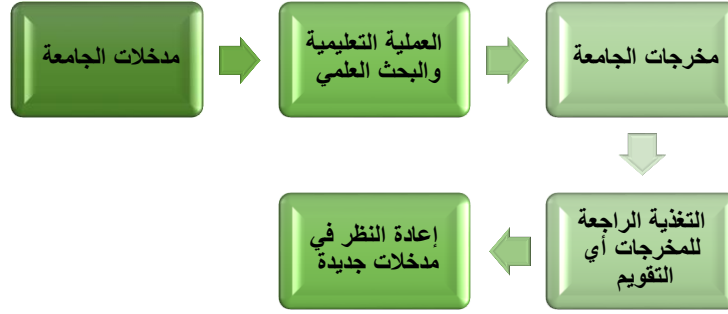 مدخلات الجامعة
العملية التعليمية
والبحث العلمي
مخرجات الجامعة
التغذية الراجعة
للمخرجات أي
التقويم
إعادة النظر في
مدخلات جديدة